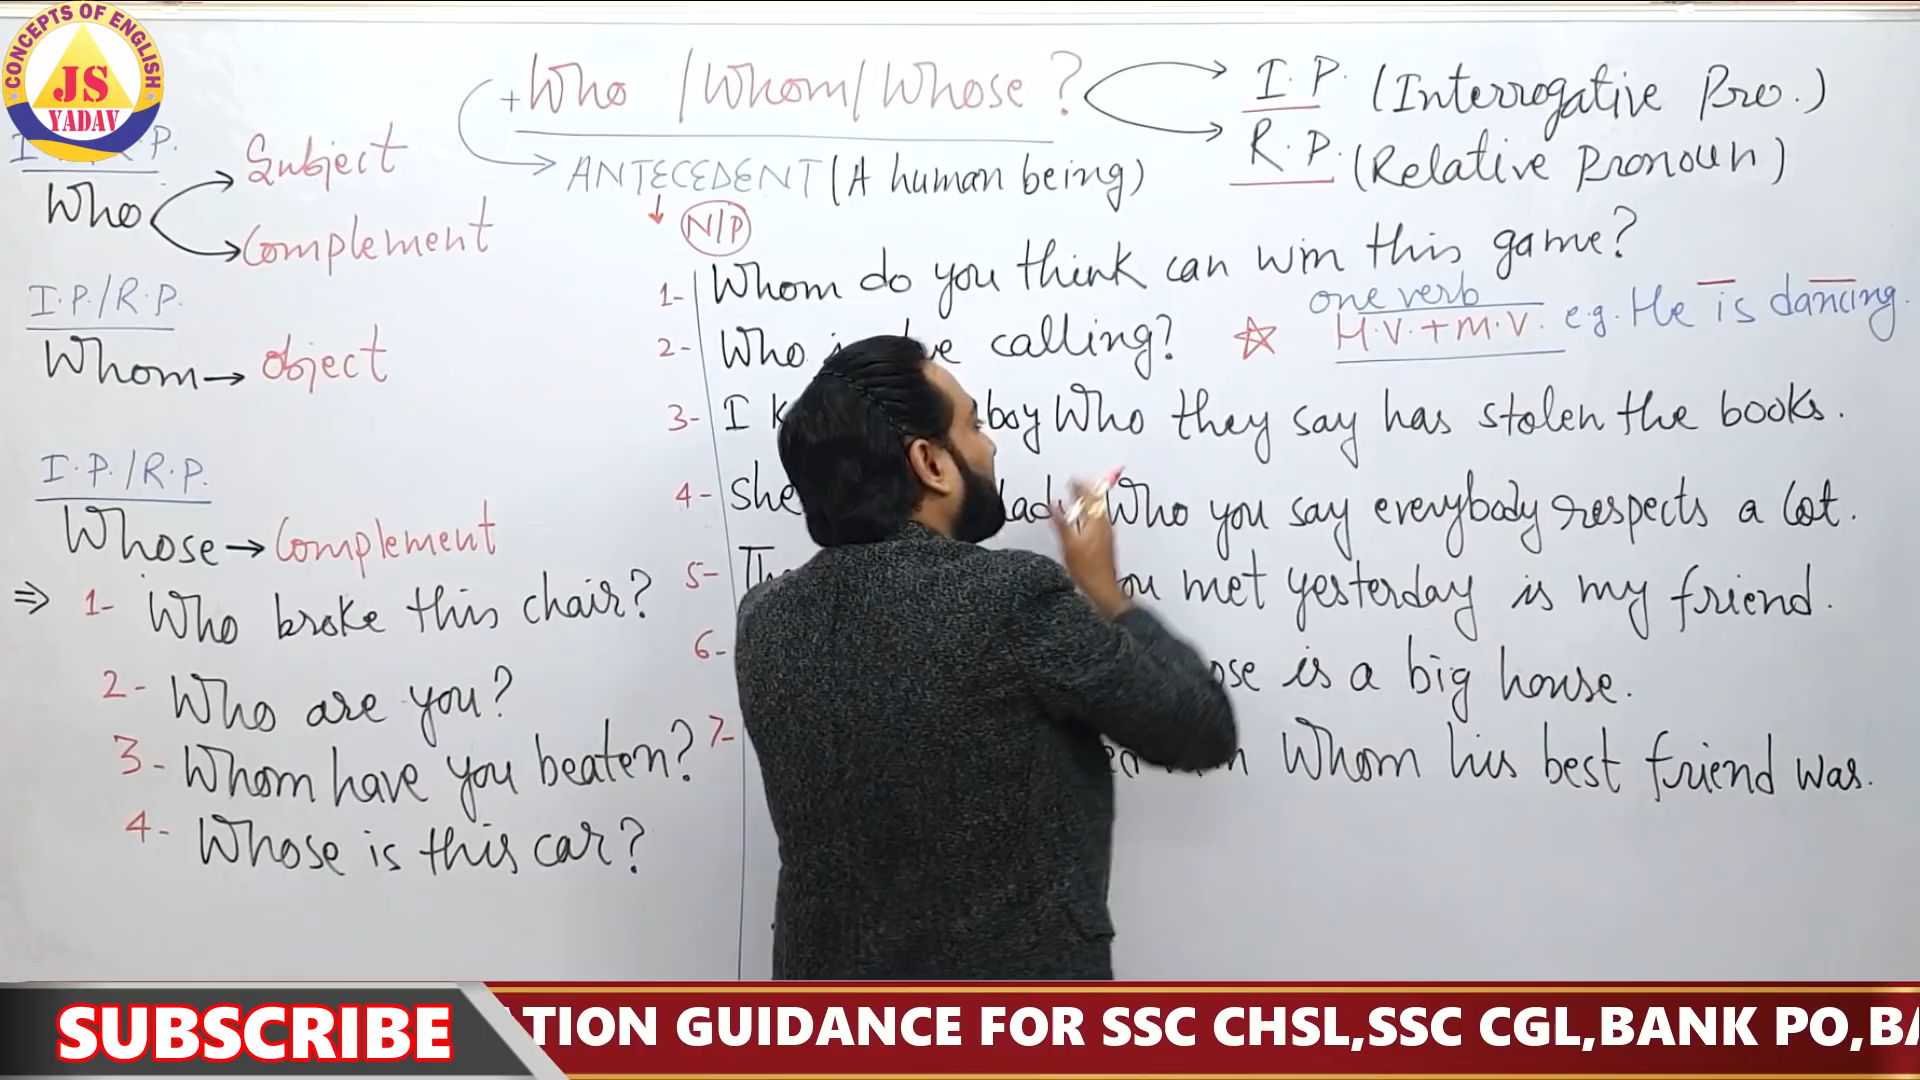 CONCEPTS OF ENGLISH
JS
YADAV
+Who / Whom / Whose ?
I.P. (Interrogative Pro.)
R.P. (Relative Pronoun)
ANTECEDENT (A human being)
N/P
P.
Who
Subject
Complement
I.P./R.P.
Whom → object
I.P./R.P.
Whose → Complement
⇒ 1- Who broke this chair?
2- Who are you?
3- Whom have you beaten?
4- Whose is this car?
1- Whom do you think can win this game?
one verb
H.V. + M.V. e.g. He is dancing.
2- Who calling?
3- I boy Who they say has stolen the books.
4- She lady, Who you say everybody respects a lot.
5- met yesterday is my friend.
6- is a big house.
7- Whom his best friend was.
SUBSCRIBE
ATION GUIDANCE FOR SSC CHSL,SSC CGL,BANK PO,BA